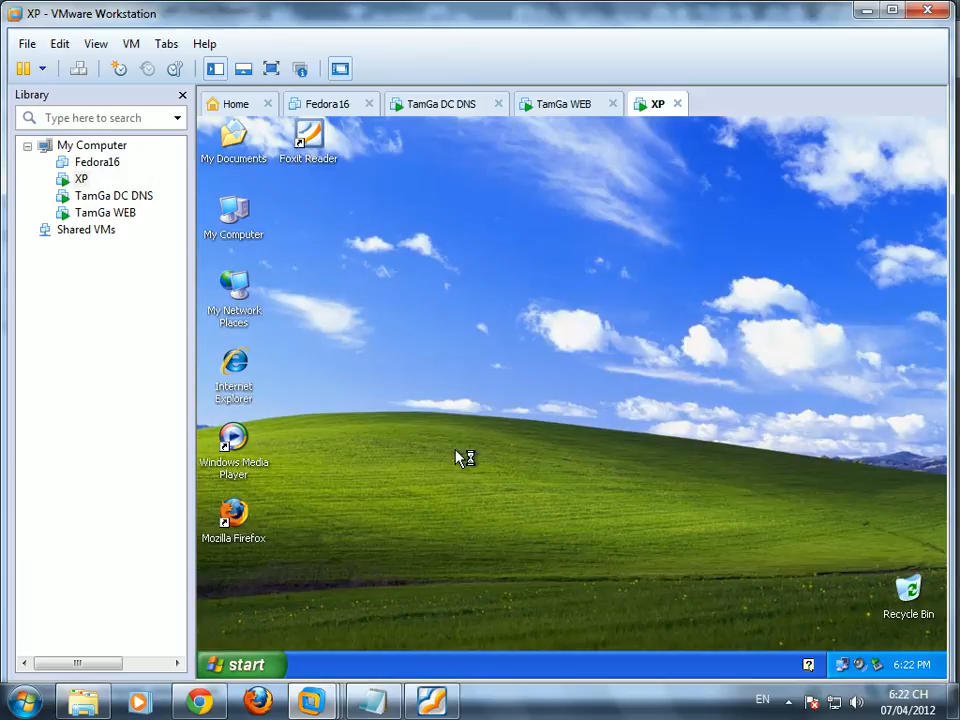 XP - VMware Workstation
File Edit View VM Tabs Help
Library
Type here to search
My Computer
Fedora16
XP
TamGa DC DNS
TamGa WEB
Shared VMs
Home Fedora16 TamGa DC DNS TamGa WEB XP
My Documents Foxit Reader
My Computer
My Network
Places
Internet
Explorer
Windows Media
Player
Mozilla Firefox
Recycle Bin
start 6:22 PM
EN 6:22 CH
07/04/2012